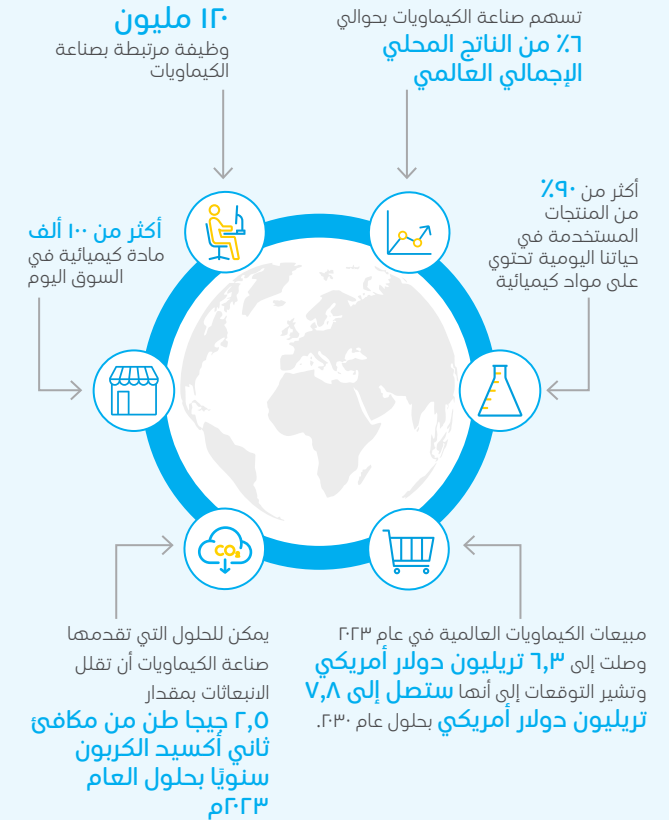 تسهم صناعة الكيماويات بحوالي
٦٪ من الناتج المحلي
الإجمالي العالمي
١٢٠ مليون
وظيفة مرتبطة بصناعة
الكيماويات
أكثر من ٩٠٪
من المنتجات
المستخدمة في
حياتنا اليومية تحتوي
على مواد كيميائية
أكثر من ١٠٠ ألف
مادة كيميائية في
السوق اليوم
CO₂
مبيعات الكيماويات العالمية في عام ٢٠٢٣
وصلت إلى ٦,٣ تريليون دولار أمريكي
وتشير التوقعات إلى أنها ستصل إلى ٧,٨
تريليون دولار أمريكي بحلول عام ٢٠٣٠.
يمكن للحلول التي تقدمها
صناعة الكيماويات أن تقلل
الانبعاثات بمقدار
٢,٥ جيجا طن من مكافئ
ثاني أكسيد الكربون
سنويًا بحلول العام
٢٠٢٣م